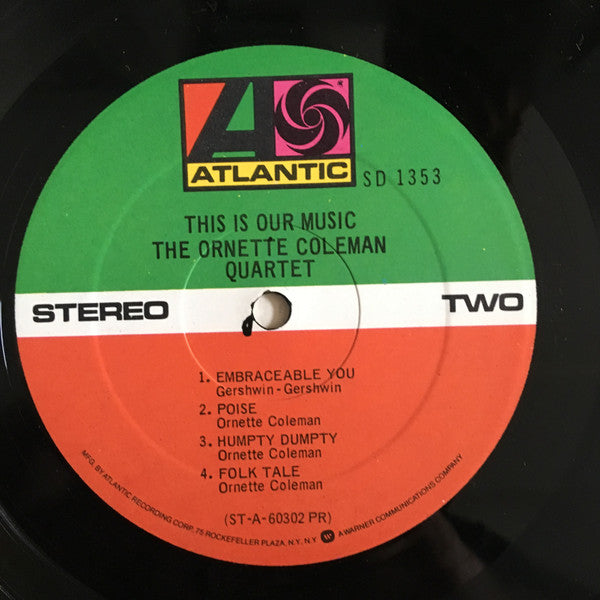 ATLANTIC
SD 1353
THIS IS OUR MUSIC
THE ORNETTE COLEMAN
QUARTET
STEREO
TWO
1. EMBRACEABLE YOU
Gershwin-Gershwin
2. POISE
Ornette Coleman
3. HUMPTY DUMPTY
Ornette Coleman
4. FOLK TALE
Ornette Coleman
(ST-A-60302 PR)
MFG. BY ATLANTIC RECORDING CORP. 75 ROCKEFELLER PLAZA, N.Y. N.Y. A WARNER COMMUNICATIONS COMPANY